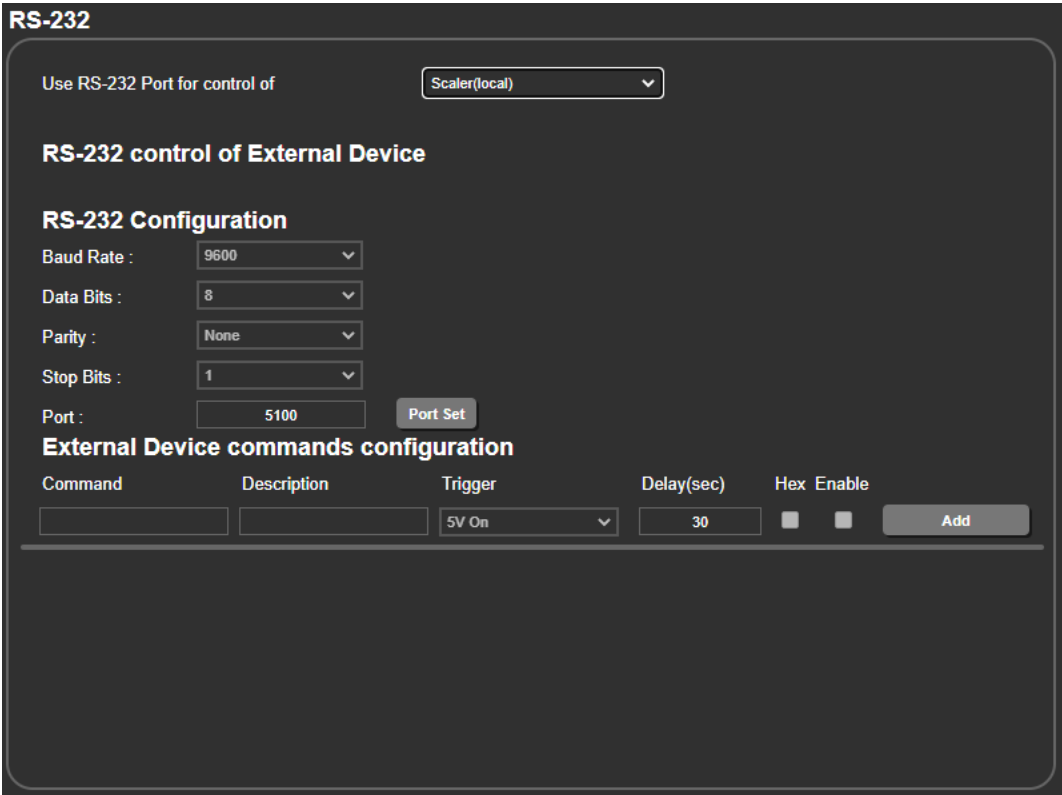 RS-232
Use RS-232 Port for control of Scaler(local)
RS-232 control of External Device
RS-232 Configuration
Baud Rate : 9600
Data Bits : 8
Parity : None
Stop Bits : 1
Port : 5100 Port Set
External Device commands configuration
Command Description Trigger Delay(sec) Hex Enable
5V On 30 Add